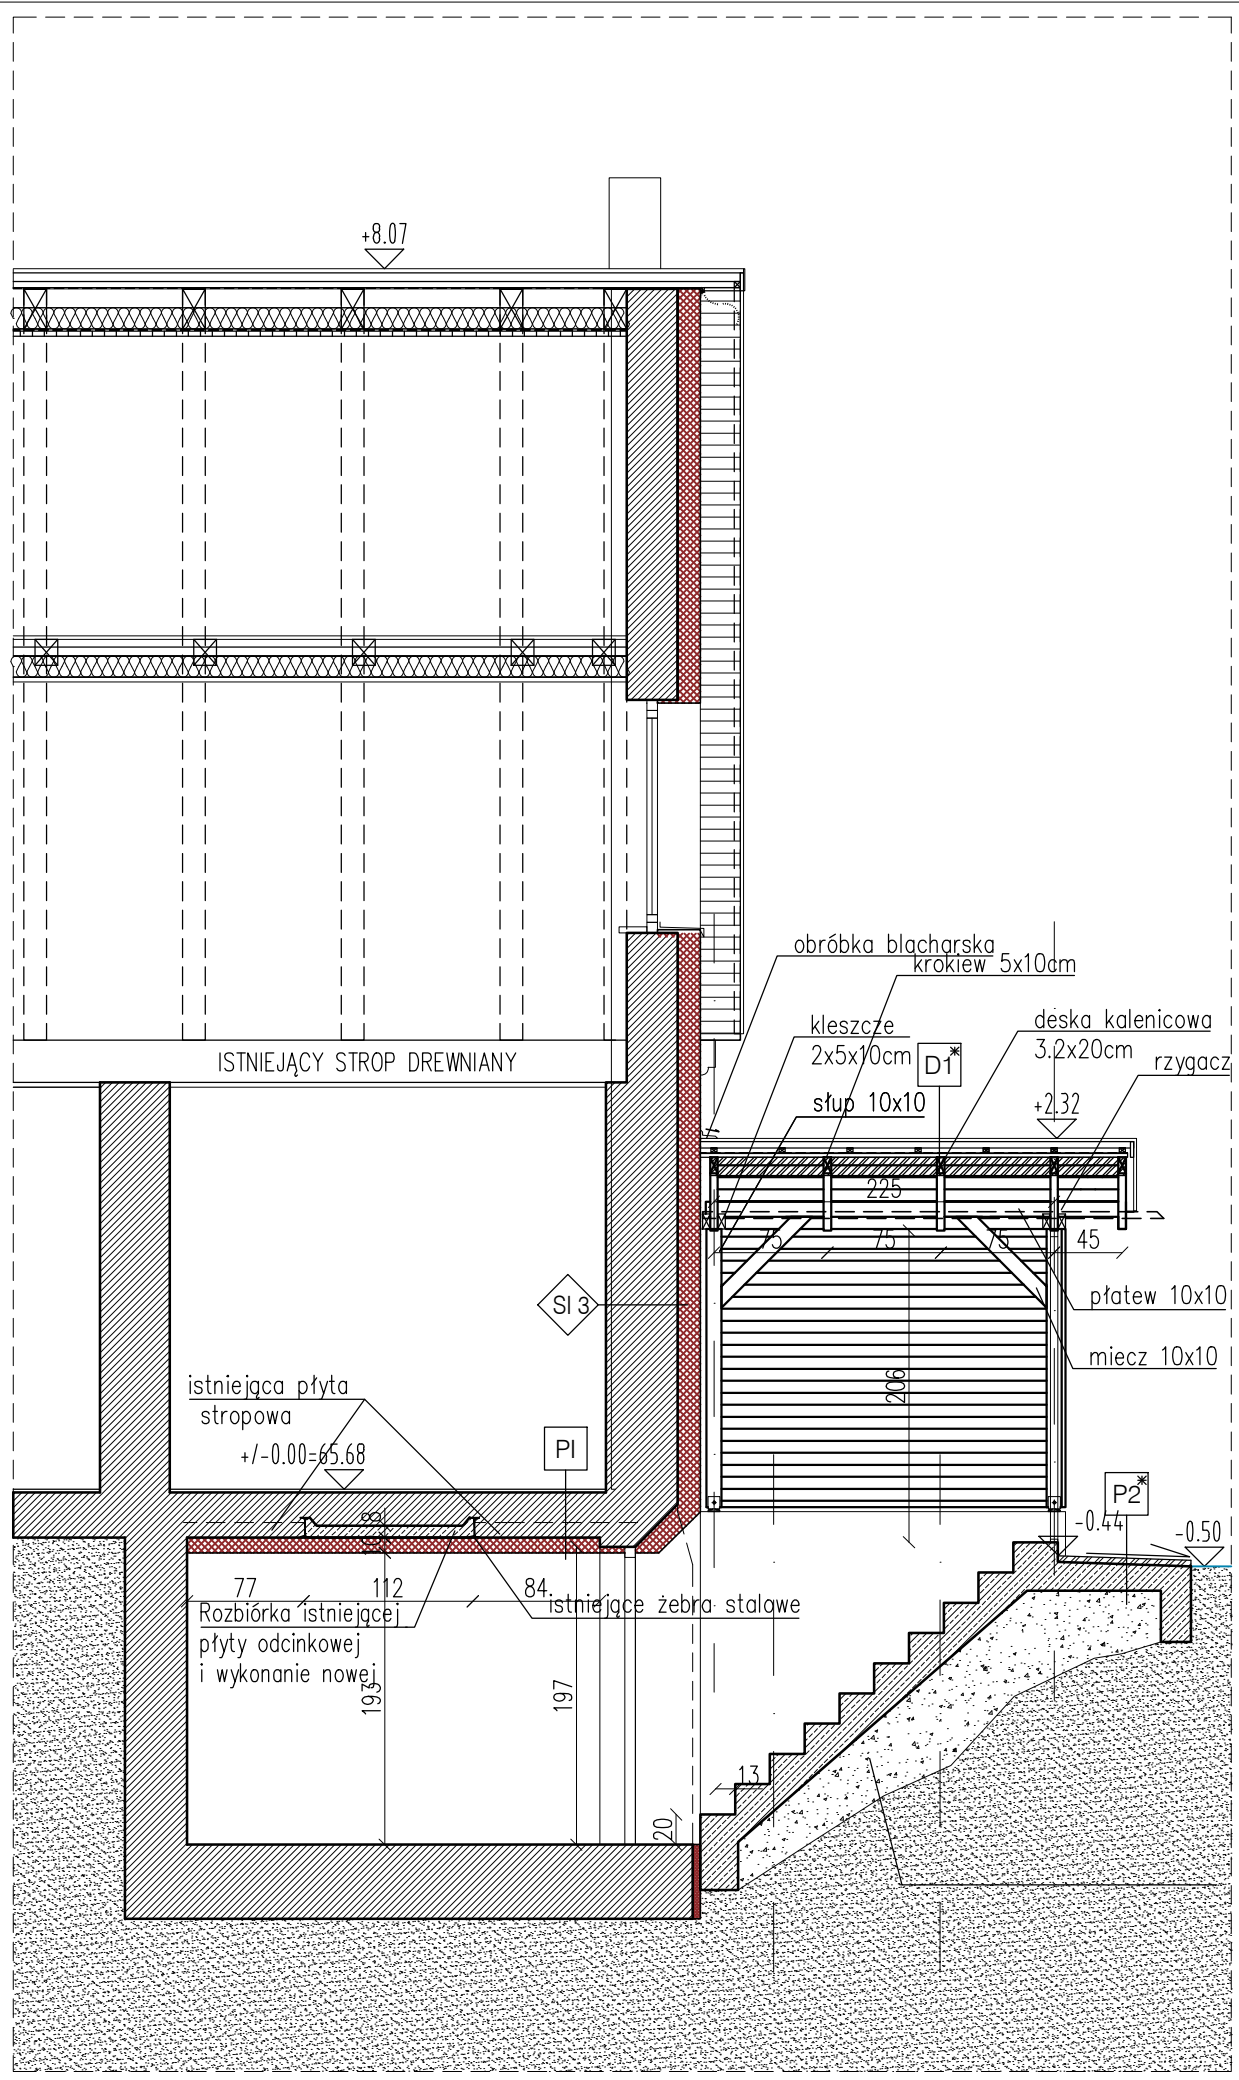 +8.07
obróbka blacharska
krokiew 5x10cm
kleszcze
2x5x10cm
deska kalenicowa
3.2x20cm
D1*
rzygacz
ISTNIEJĄCY STROP DREWNIANY
słup 10x10
+2.32
225
75
75
75
45
SI 3
płatew 10x10
miecz 10x10
206
istniejąca płyta
stropowa
+/-0.00=65.68
PI
P2*
-0.44
-0.50
8
77
112
84
istniejące żebra stalowe
Rozbiórka istniejącej
płyty odcinkowej
i wykonanie nowej
193
197
13
20